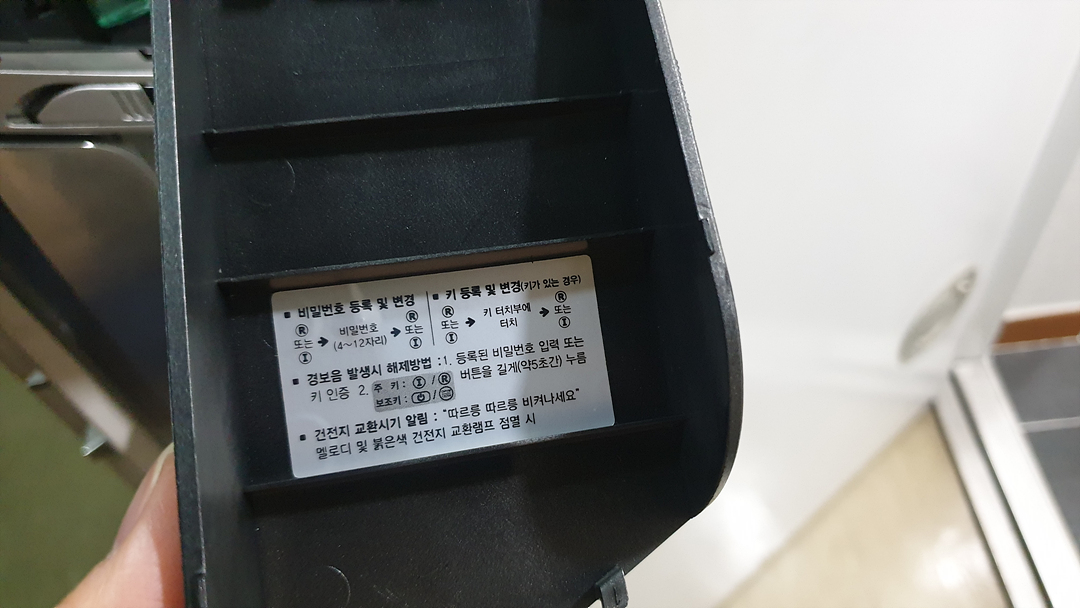 ■ 비밀번호 등록 및 변경
Ⓡ 또는 Ⓘ → 비밀번호 (4~12자리) → Ⓡ 또는 Ⓘ
■ 키 등록 및 변경(키가 있는 경우)
Ⓡ 또는 Ⓘ → 키 터치부에 터치 → Ⓡ 또는 Ⓘ
■ 경보음 발생시 해제방법 : 1. 등록된 비밀번호 입력 또는
키 인증 2. 주 키 : Ⓘ / Ⓡ 보조키 : / 버튼을 길게(약5초간) 누름
■ 건전지 교환시기 알림 : "따르릉 따르릉 비켜나세요"
멜로디 및 붉은색 건전지 교환램프 점멸 시